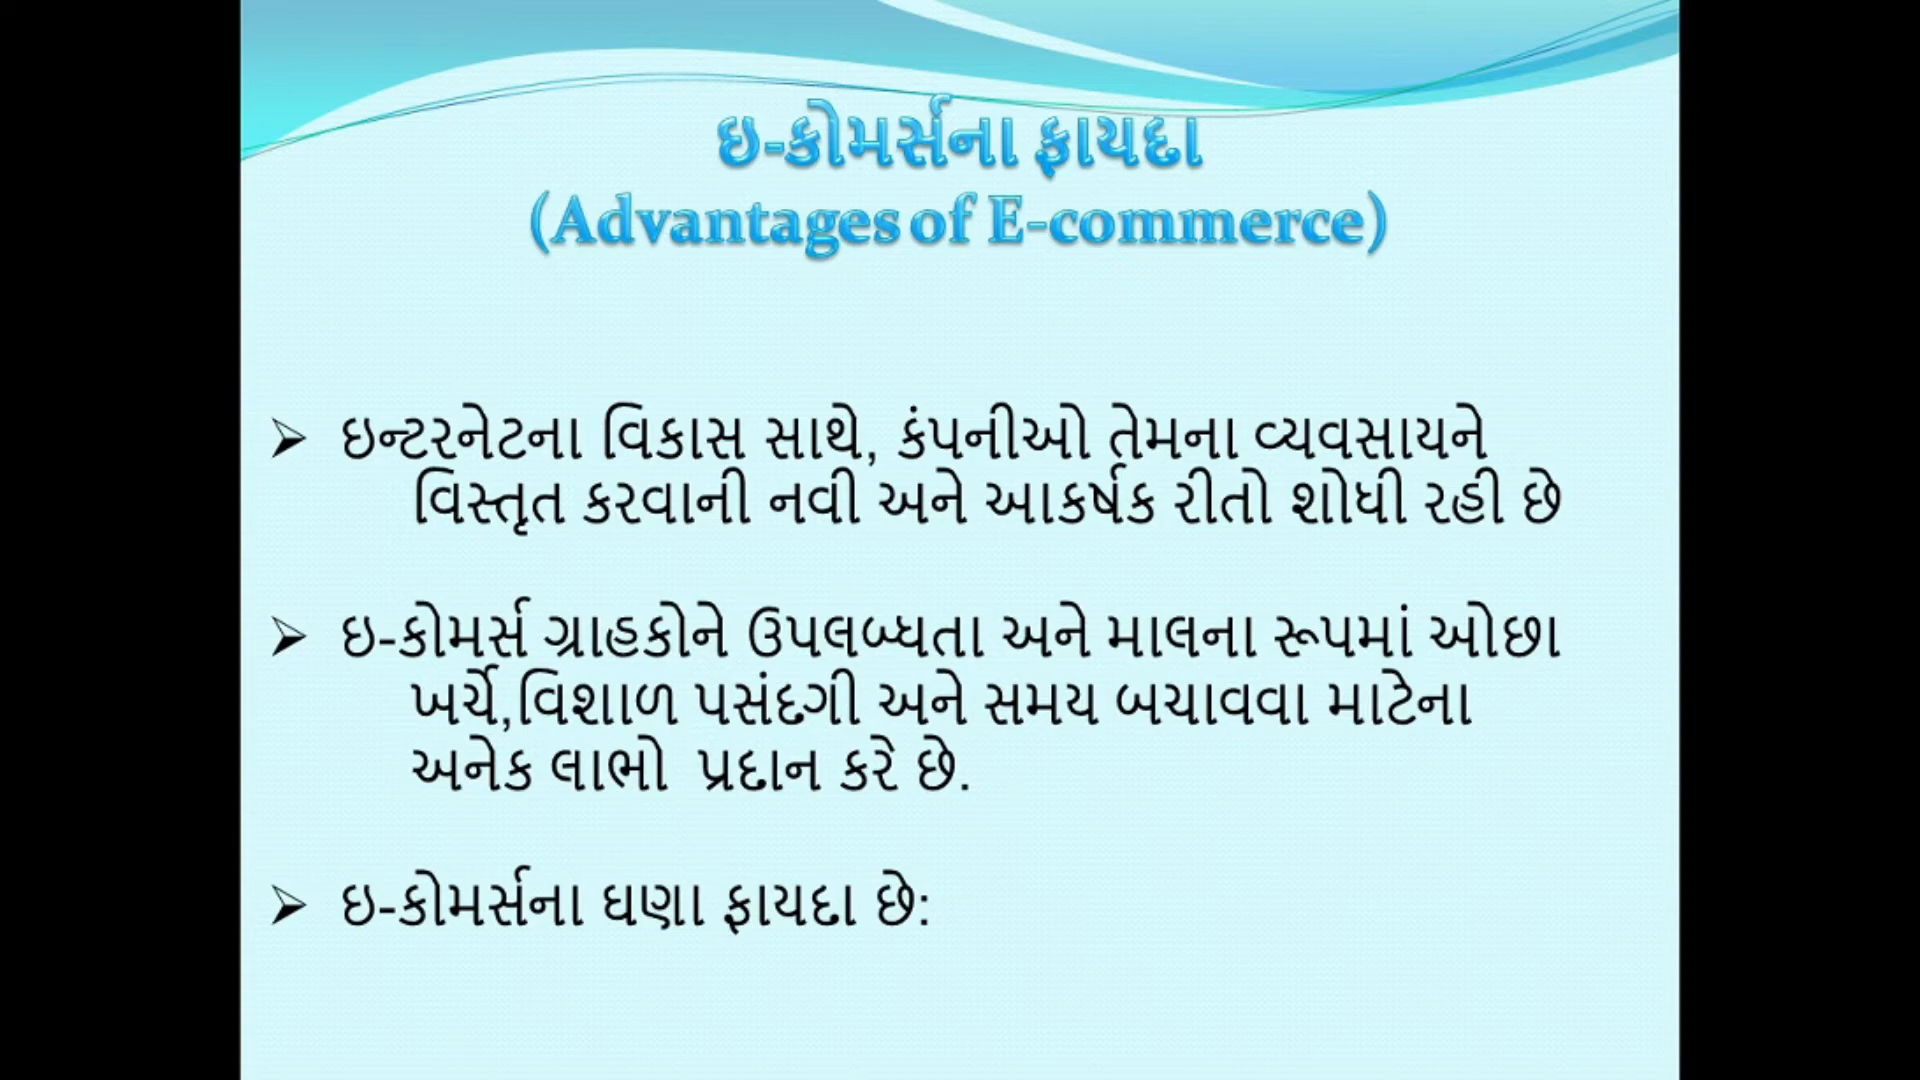 ઇ-કોમર્સના ફાયદા
(Advantages of E-commerce)
➢ ઇન્ટરનેટના વિકાસ સાથે, કંપનીઓ તેમના વ્યવસાયને
વિસ્તૃત કરવાની નવી અને આકર્ષક રીતો શોધી રહી છે
➢ ઇ-કોમર્સ ગ્રાહકોને ઉપલબ્ધતા અને માલના રૂપમાં ઓછા
ખર્ચે,વિશાળ પસંદગી અને સમય બચાવવા માટેના
અનેક લાભો પ્રદાન કરે છે.
➢ ઇ-કોમર્સના ઘણા ફાયદા છે: